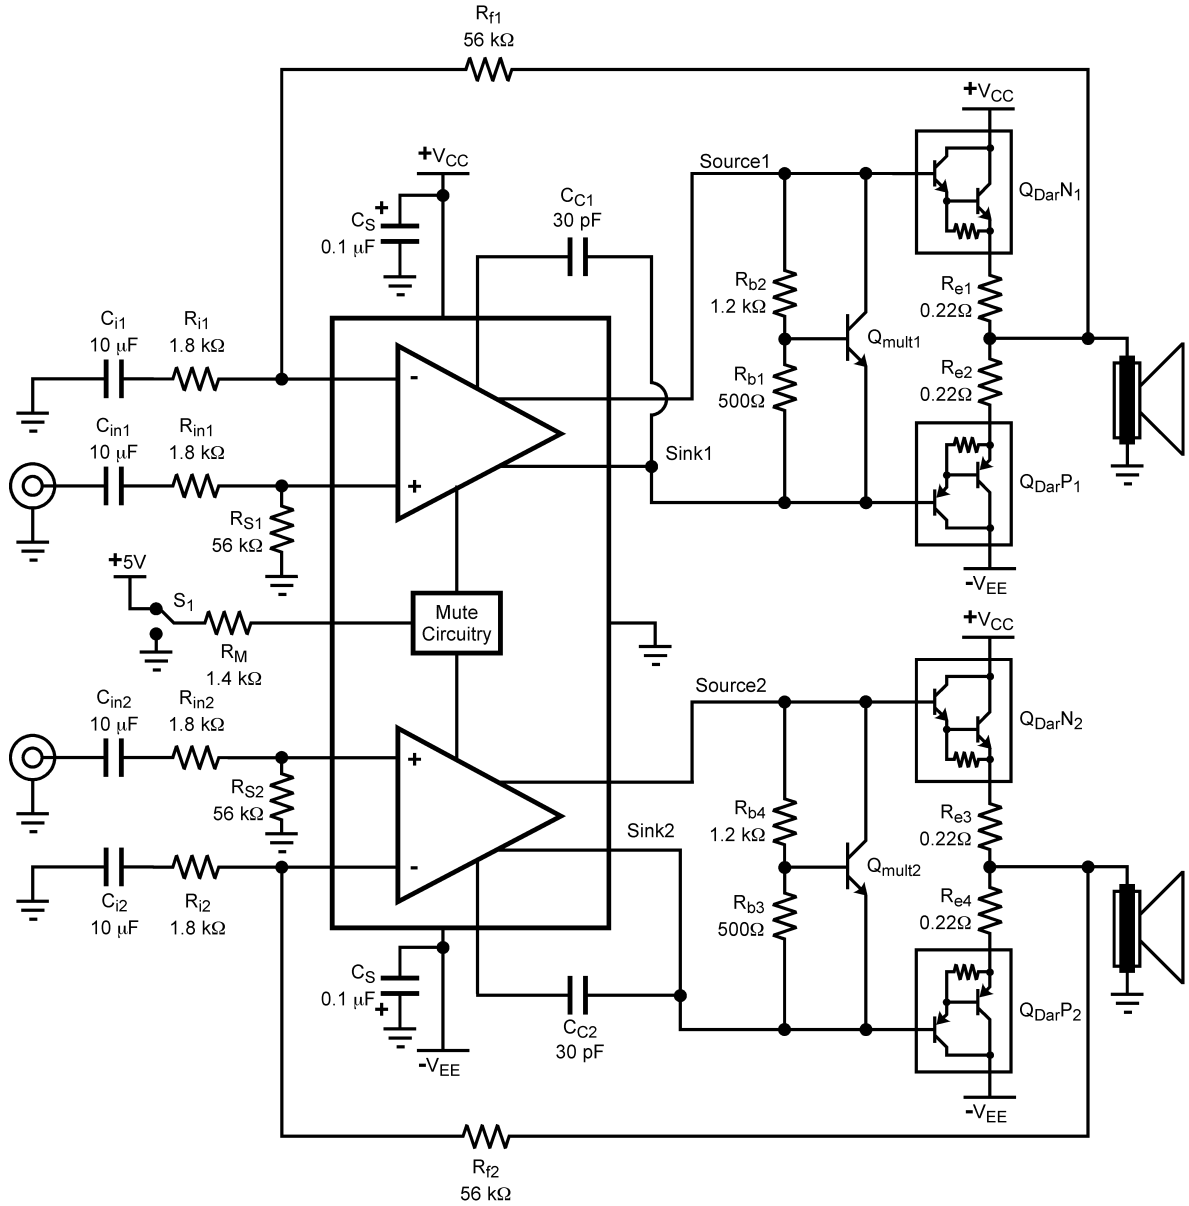 Rf1
56 kΩ
+VCC
+VCC
Source1
CC1
30 pF
QDarN1
+
CS
0.1 µF
Rb2
1.2 kΩ
Re1
0.22Ω
Ci1
10 µF
Ri1
1.8 kΩ
Qmult1
-
Rb1
500Ω
Re2
0.22Ω
Cin1
10 µF
Rin1
1.8 kΩ
Sink1
+
QDarP1
RS1
56 kΩ
+5V
-VEE
S1
Mute
Circuitry
+VCC
RM
1.4 kΩ
Source2
Cin2
10 µF
Rin2
1.8 kΩ
QDarN2
+
RS2
56 kΩ
Rb4
1.2 kΩ
Re3
0.22Ω
Sink2
-
Qmult2
Ci2
10 µF
Ri2
1.8 kΩ
Rb3
500Ω
Re4
0.22Ω
CS
0.1 µF
+
QDarP2
CC2
30 pF
-VEE
-VEE
Rf2
56 kΩ